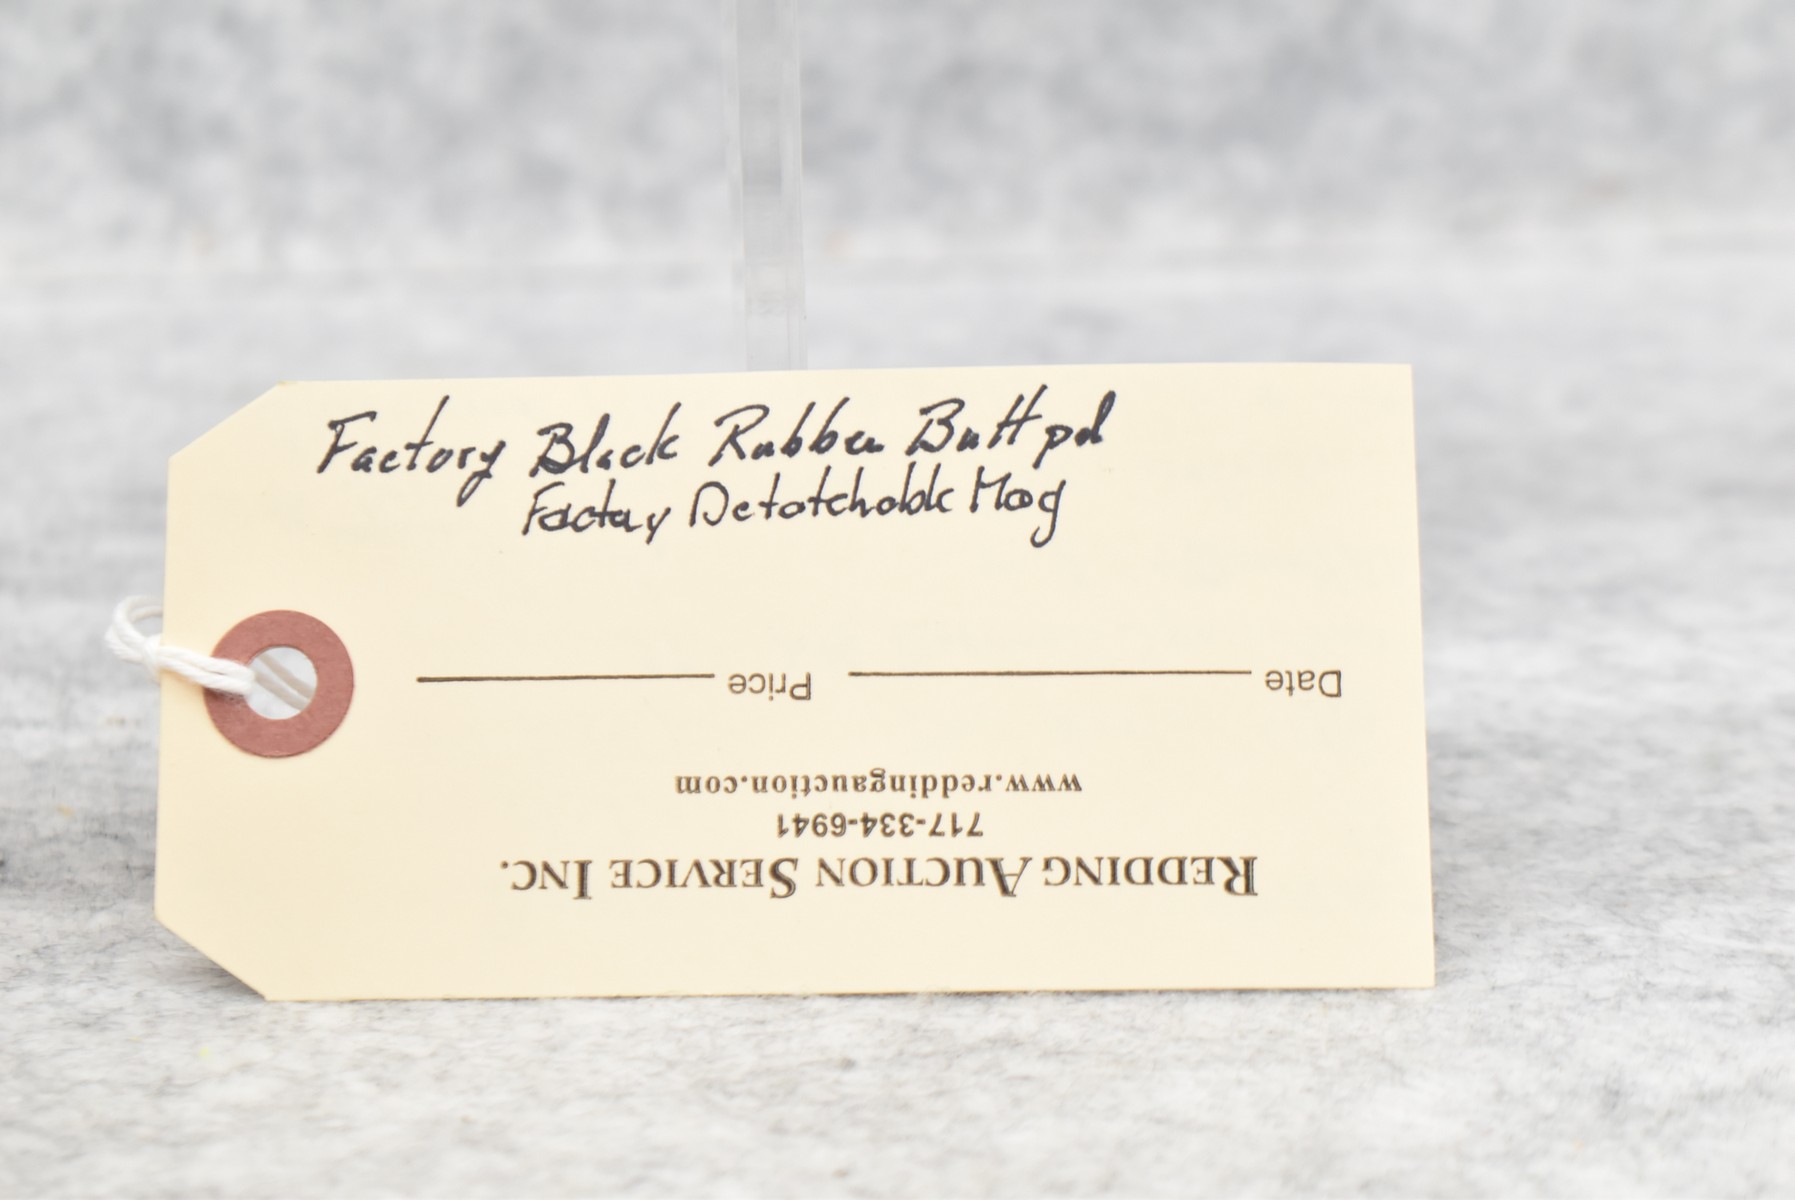 Factory Black Rubber Butt pd
Factory Detatchable Mag
Date Price
www.reddingauction.com
717-334-6941
REDDING AUCTION SERVICE INC.